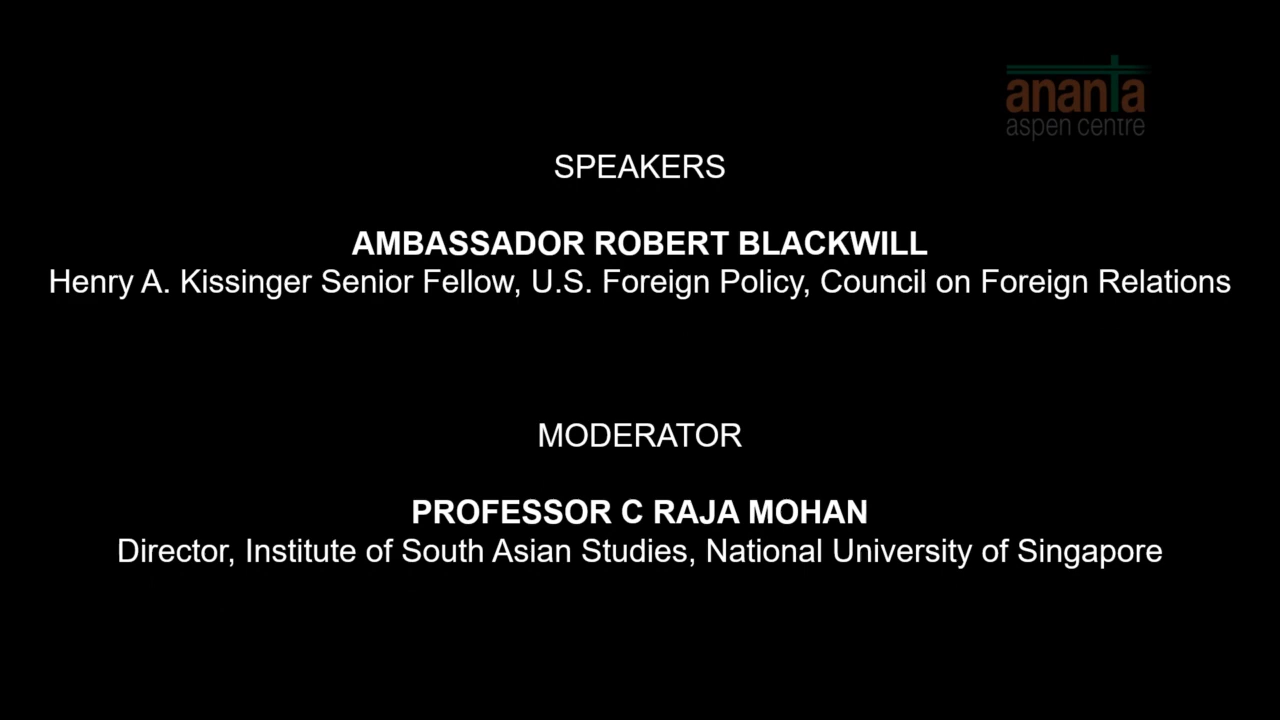 ananta
aspen centre
SPEAKERS
AMBASSADOR ROBERT BLACKWILL
Henry A. Kissinger Senior Fellow, U.S. Foreign Policy, Council on Foreign Relations
MODERATOR
PROFESSOR C RAJA MOHAN
Director, Institute of South Asian Studies, National University of Singapore